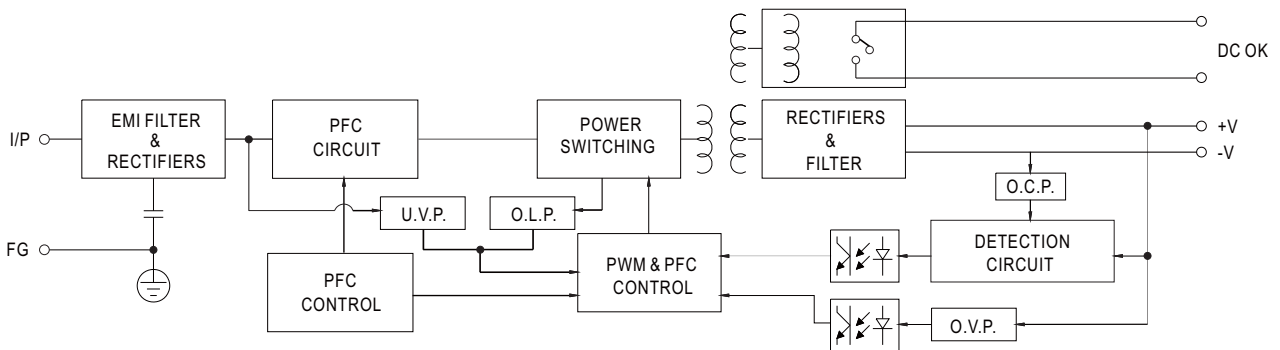 DC OK
I/P
EMI FILTER
&
RECTIFIERS
PFC
CIRCUIT
POWER
SWITCHING
RECTIFIERS
&
FILTER
+V
-V
O.C.P.
U.V.P.
O.L.P.
FG
PFC
CONTROL
PWM & PFC
CONTROL
DETECTION
CIRCUIT
O.V.P.